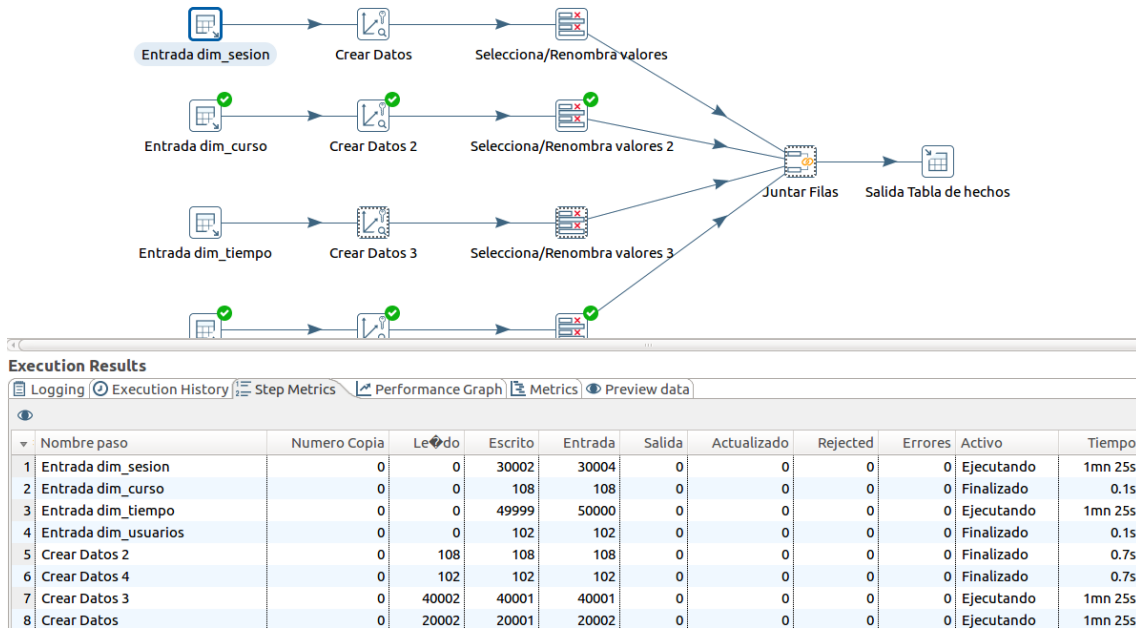 Entrada dim_sesion Crear Datos Selecciona/Renombra valores
Entrada dim_curso Crear Datos 2 Selecciona/Renombra valores 2
Juntar Filas Salida Tabla de hechos
Entrada dim_tiempo Crear Datos 3 Selecciona/Renombra valores 3
Execution Results
Logging Execution History Step Metrics Performance Graph Metrics Preview data
Nombre paso Numero Copia Le�do Escrito Entrada Salida Actualizado Rejected Errores Activo Tiempo
1 Entrada dim_sesion 0 0 30002 30004 0 0 0 0 Ejecutando 1mn 25s
2 Entrada dim_curso 0 0 108 108 0 0 0 0 Finalizado 0.1s
3 Entrada dim_tiempo 0 0 49999 50000 0 0 0 0 Ejecutando 1mn 25s
4 Entrada dim_usuarios 0 0 102 102 0 0 0 0 Finalizado 0.1s
5 Crear Datos 2 0 108 108 108 0 0 0 0 Finalizado 0.7s
6 Crear Datos 4 0 102 102 102 0 0 0 0 Finalizado 0.7s
7 Crear Datos 3 0 40002 40001 40001 0 0 0 0 Ejecutando 1mn 25s
8 Crear Datos 0 20002 20001 20002 0 0 0 0 Ejecutando 1mn 25s